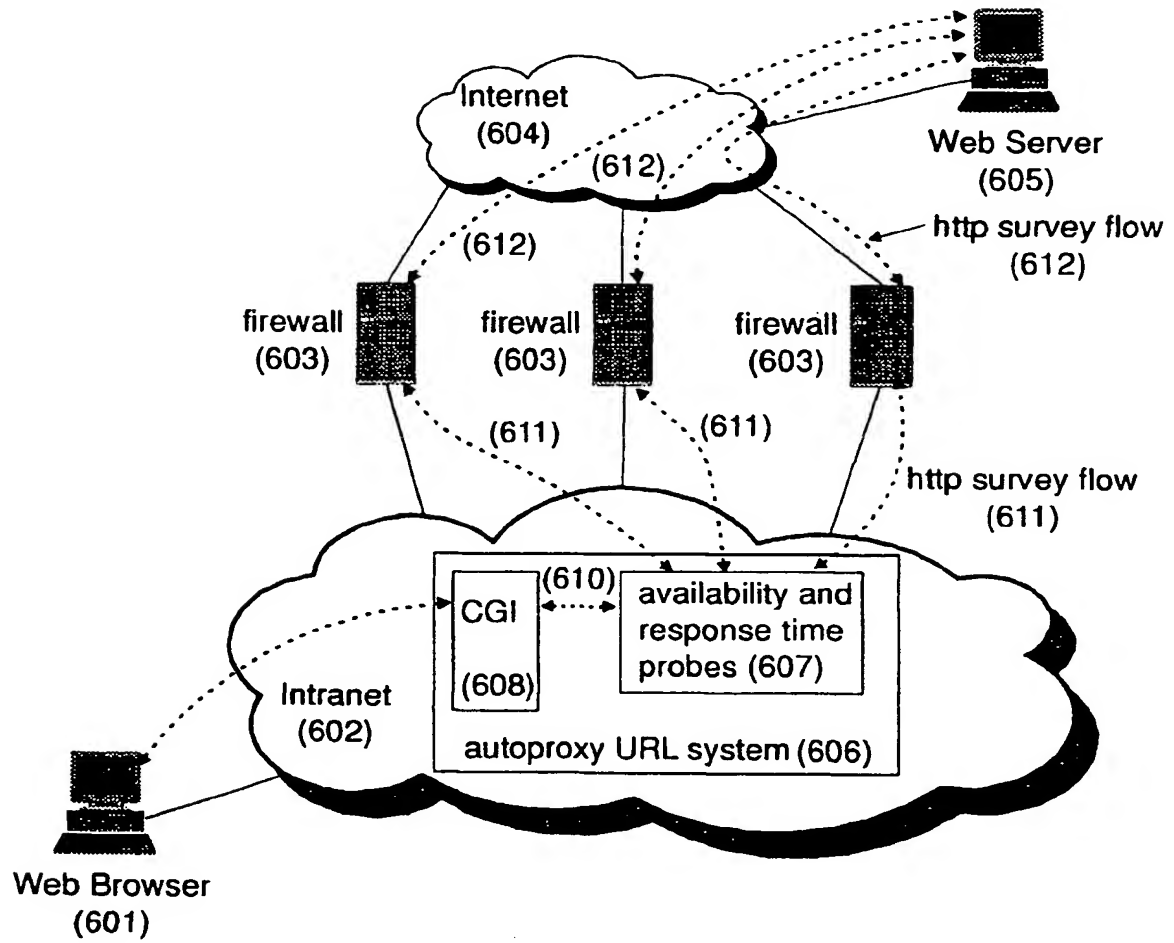 Internet
(604)
(612)
Web Server
(605)
http survey flow
(612)
(612)
firewall
(603)
firewall
(603)
firewall
(603)
(611)
(611)
http survey flow
(611)
CGI
(608)
(610)
availability and
response time
probes (607)
Intranet
(602)
autoproxy URL system (606)
Web Browser
(601)